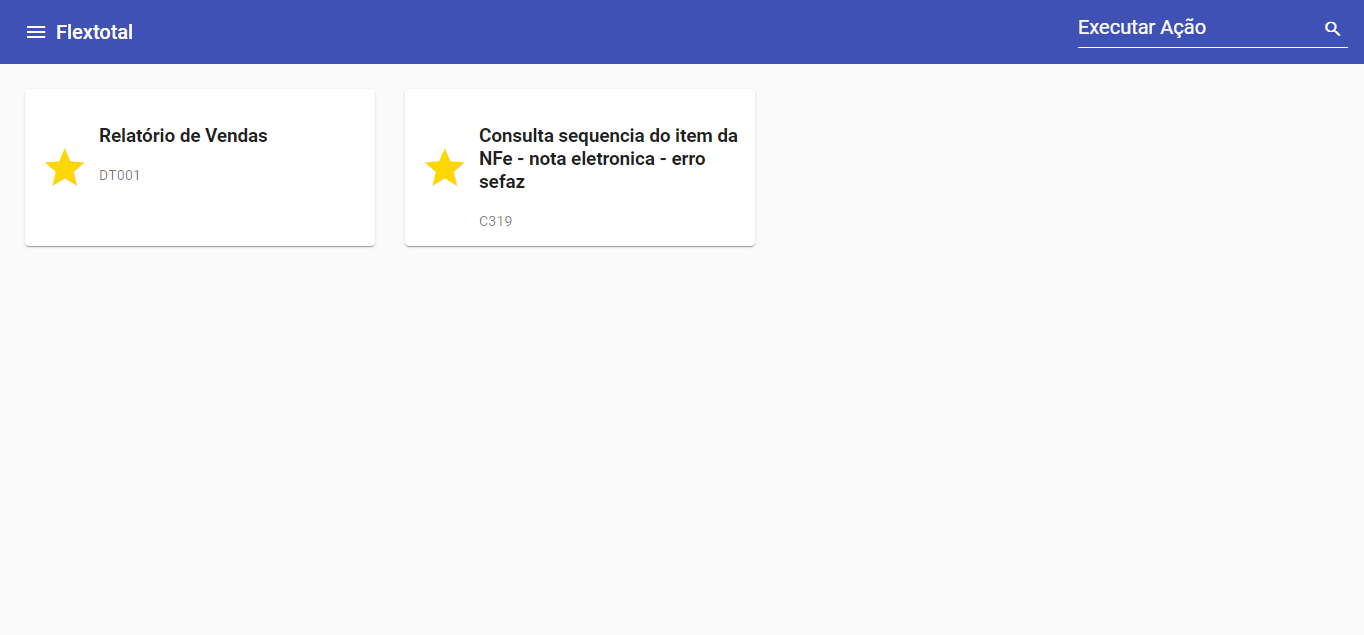 Flextotal
Executar Ação
Relatório de Vendas
DT001
Consulta sequencia do item da
NFe - nota eletronica - erro
sefaz
C319